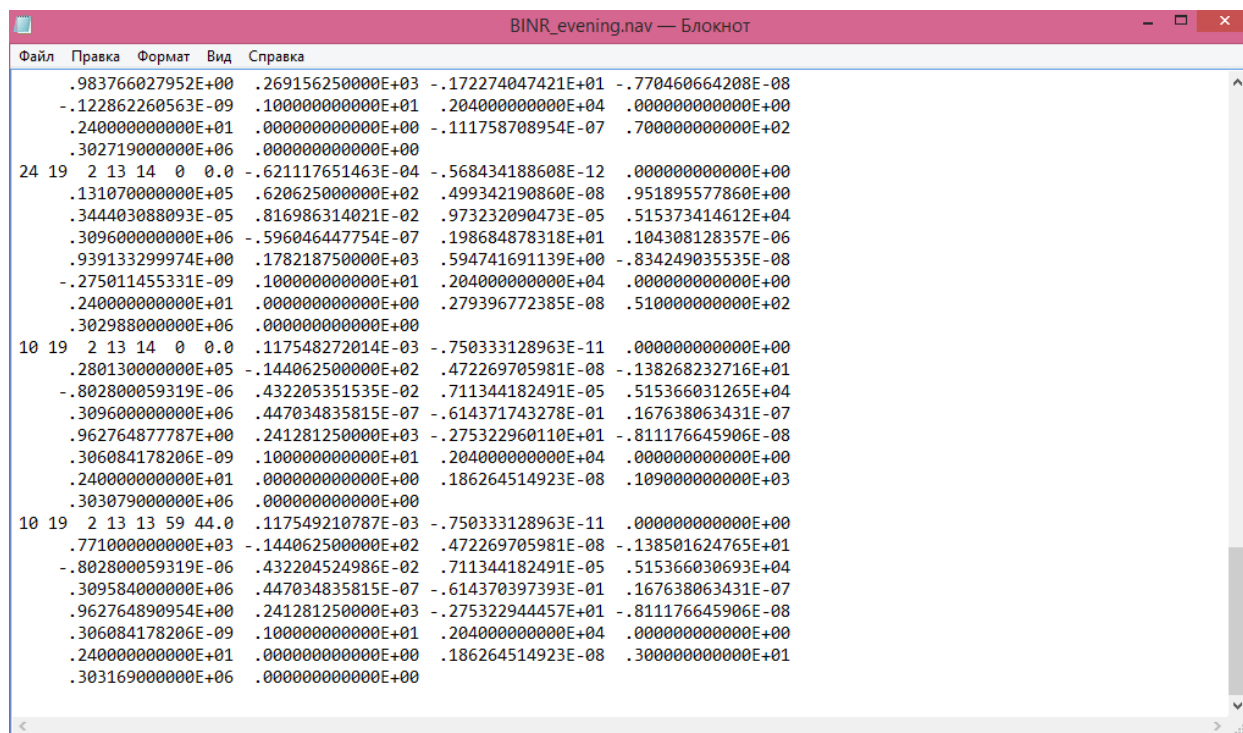 BINR_evening.nav — Блокнот
Файл Правка Формат Вид Справка
.983766027952E+00 .269156250000E+03 -.172274047421E+01 -.770460664208E-08
-.122862260563E-09 .100000000000E+01 .204000000000E+04 .000000000000E+00
.240000000000E+01 .000000000000E+00 -.111758708954E-07 .700000000000E+02
.302719000000E+06 .000000000000E+00
24 19 2 13 14 0 0.0 -.621117651463E-04 -.568434188608E-12 .000000000000E+00
.131070000000E+05 .620625000000E+02 .499342190860E-08 .951895577860E+00
.344403088093E-05 .816986314021E-02 .973232090473E-05 .515373414612E+04
.309600000000E+06 -.596046447754E-07 .198684878318E+01 .104308128357E-06
.939133299974E+00 .178218750000E+03 .594741691139E+00 -.834249035535E-08
-.275011455331E-09 .100000000000E+01 .204000000000E+04 .000000000000E+00
.240000000000E+01 .000000000000E+00 .279396772385E-08 .510000000000E+02
.302988000000E+06 .000000000000E+00
10 19 2 13 14 0 0.0 .117548272014E-03 -.750333128963E-11 .000000000000E+00
.280130000000E+05 -.144062500000E+02 .472269705981E-08 -.138268232716E+01
-.802800059319E-06 .432205351535E-02 .711344182491E-05 .515366031265E+04
.309600000000E+06 .447034835815E-07 -.614371743278E-01 .167638063431E-07
.962764877787E+00 .241281250000E+03 -.275322960110E+01 -.811176645906E-08
.306084178206E-09 .100000000000E+01 .204000000000E+04 .000000000000E+00
.240000000000E+01 .000000000000E+00 .186264514923E-08 .109000000000E+03
.303079000000E+06 .000000000000E+00
10 19 2 13 13 59 44.0 .117549210787E-03 -.750333128963E-11 .000000000000E+00
.771000000000E+03 -.144062500000E+02 .472269705981E-08 -.138501624765E+01
-.802800059319E-06 .432204524986E-02 .711344182491E-05 .515366030693E+04
.309584000000E+06 .447034835815E-07 -.614370397393E-01 .167638063431E-07
.962764890954E+00 .241281250000E+03 -.275322944457E+01 -.811176645906E-08
.306084178206E-09 .100000000000E+01 .204000000000E+04 .000000000000E+00
.240000000000E+01 .000000000000E+00 .186264514923E-08 .300000000000E+01
.303169000000E+06 .000000000000E+00